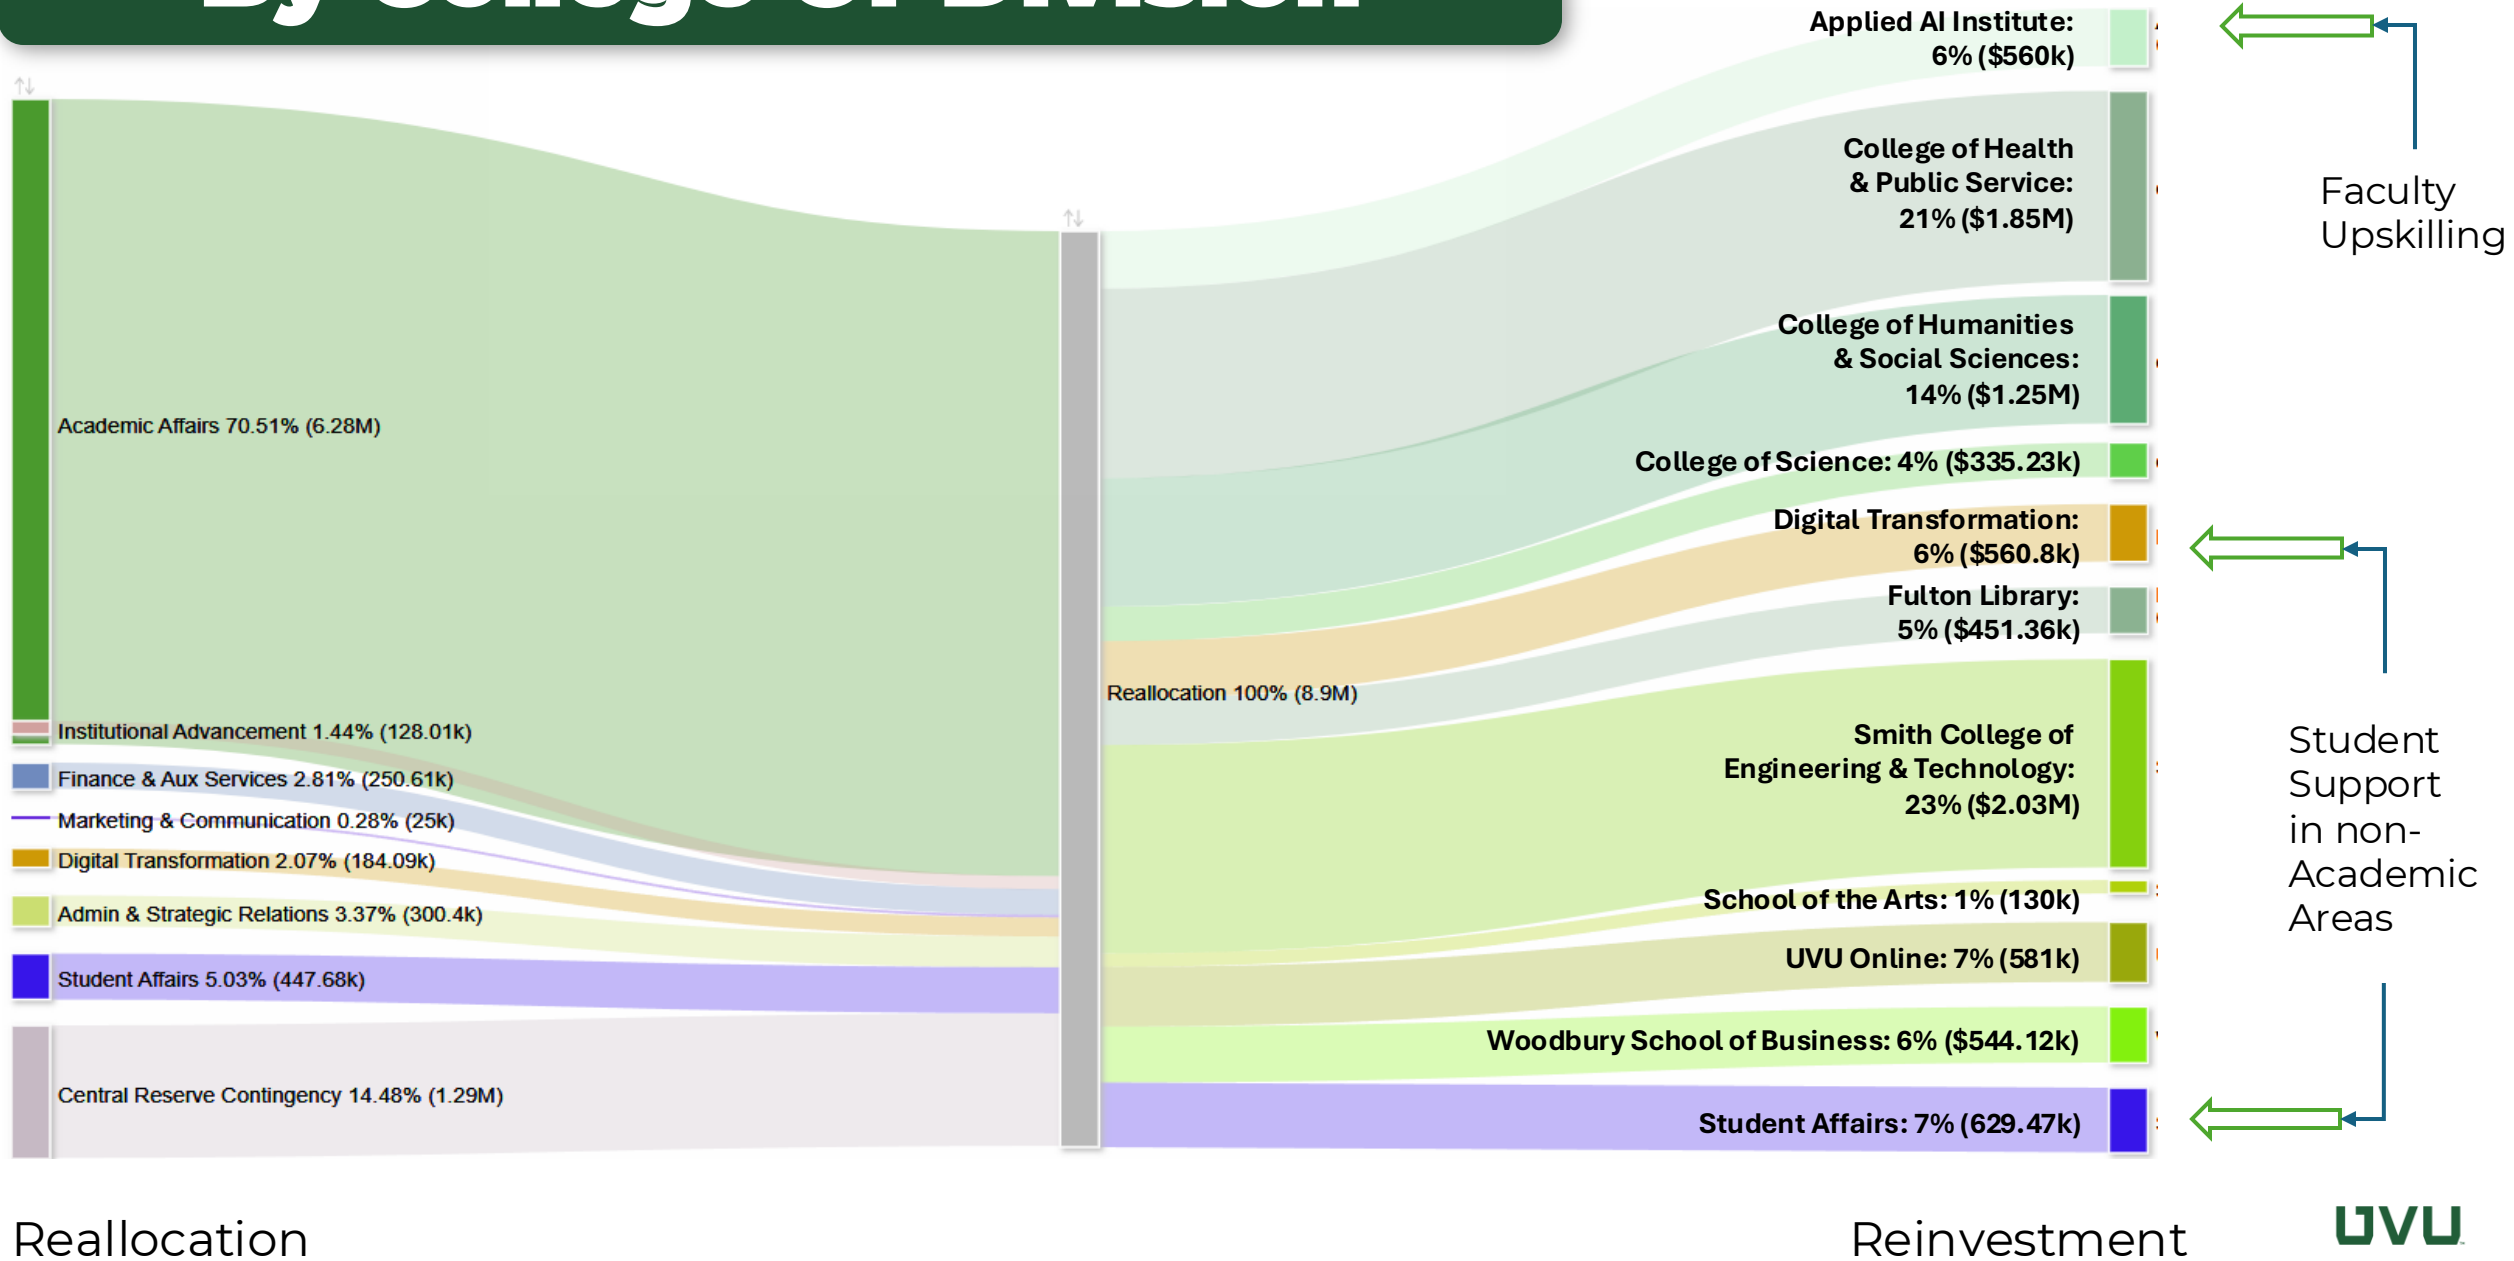 By College or Division
Academic Affairs 70.51% (6.28M)
Institutional Advancement 1.44% (128.01k)
Finance & Aux Services 2.81% (250.61k)
Marketing & Communication 0.28% (25k)
Digital Transformation 2.07% (184.09k)
Admin & Strategic Relations 3.37% (300.4k)
Student Affairs 5.03% (447.68k)
Central Reserve Contingency 14.48% (1.29M)
Reallocation 100% (8.9M)
Applied AI Institute:
6% ($560k)
College of Health
& Public Service:
21% ($1.85M)
College of Humanities
& Social Sciences:
14% ($1.25M)
College of Science: 4% ($335.23k)
Digital Transformation:
6% ($560.8k)
Fulton Library:
5% ($451.36k)
Smith College of
Engineering & Technology:
23% ($2.03M)
School of the Arts: 1% (130k)
UVU Online: 7% (581k)
Woodbury School of Business: 6% ($544.12k)
Student Affairs: 7% (629.47k)
Faculty
Upskilling
Student
Support
in non-
Academic
Areas
Reallocation
Reinvestment
UVU